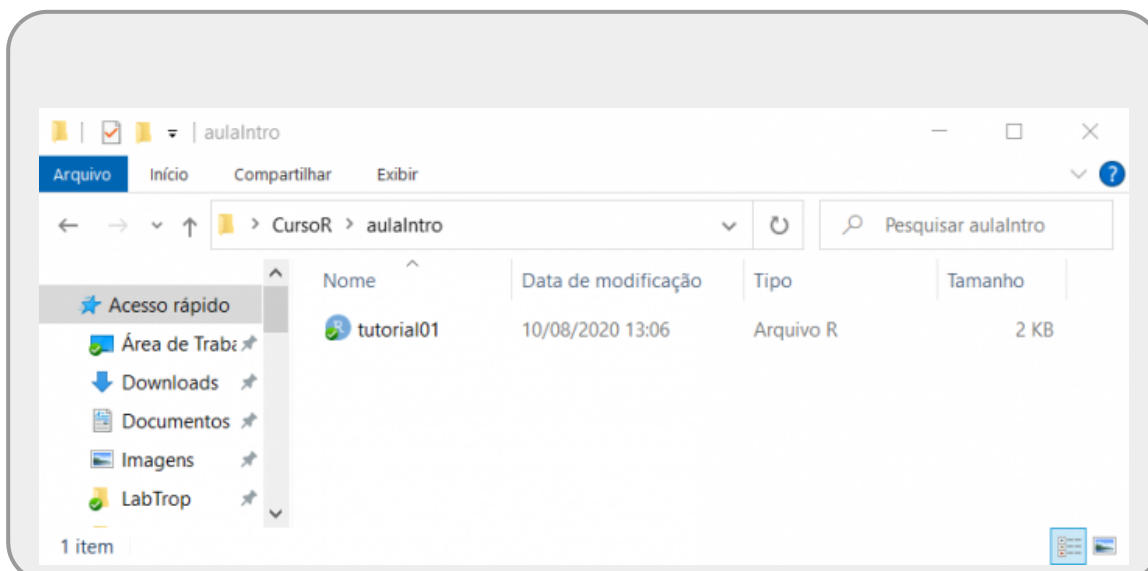 aulaIntro
Arquivo Início Compartilhar Exibir ?
CursoR > aulaIntro Pesquisar aulaIntro
Nome Data de modificação Tipo Tamanho
Acesso rápido
tutorial01 10/08/2020 13:06 Arquivo R 2 KB
Área de Traba
Downloads
Documentos
Imagens
LabTrop
1 item